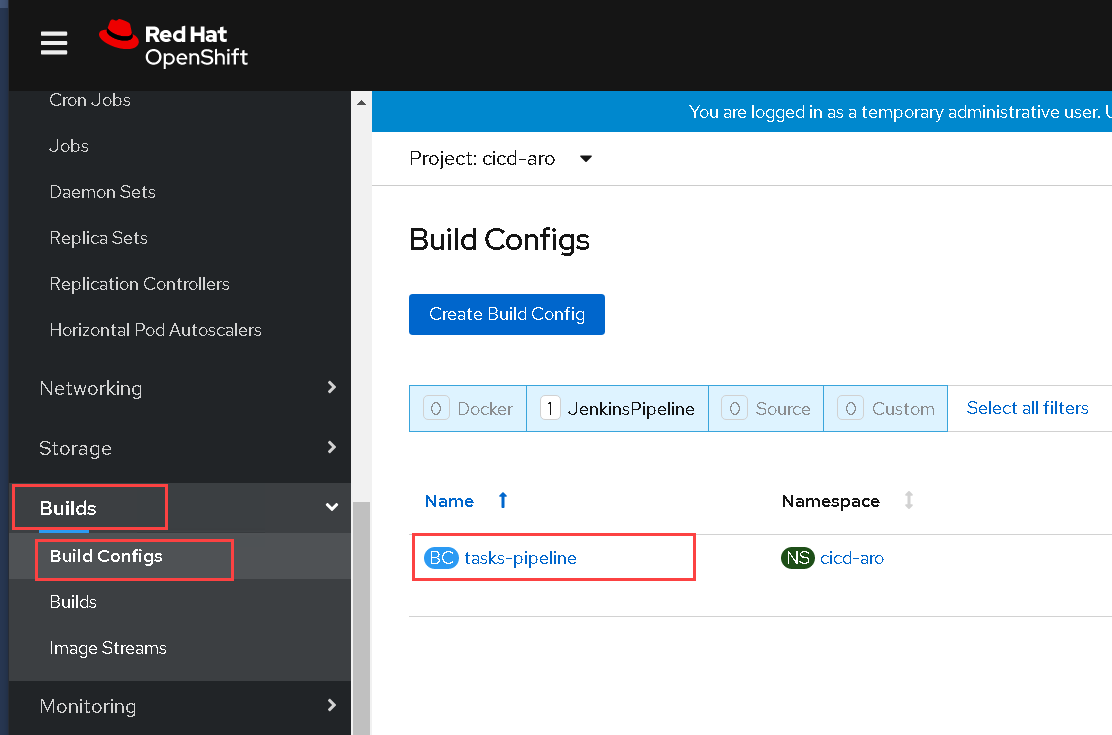 Red Hat
OpenShift
Cron Jobs
Jobs
Daemon Sets
Replica Sets
Replication Controllers
Horizontal Pod Autoscalers
Networking
Storage
Builds
Build Configs
Builds
Image Streams
Monitoring
You are logged in as a temporary administrative user. U
Project: cicd-aro
Build Configs
Create Build Config
0 Docker 1 JenkinsPipeline 0 Source 0 Custom Select all filters
Name Namespace
BC tasks-pipeline NS cicd-aro